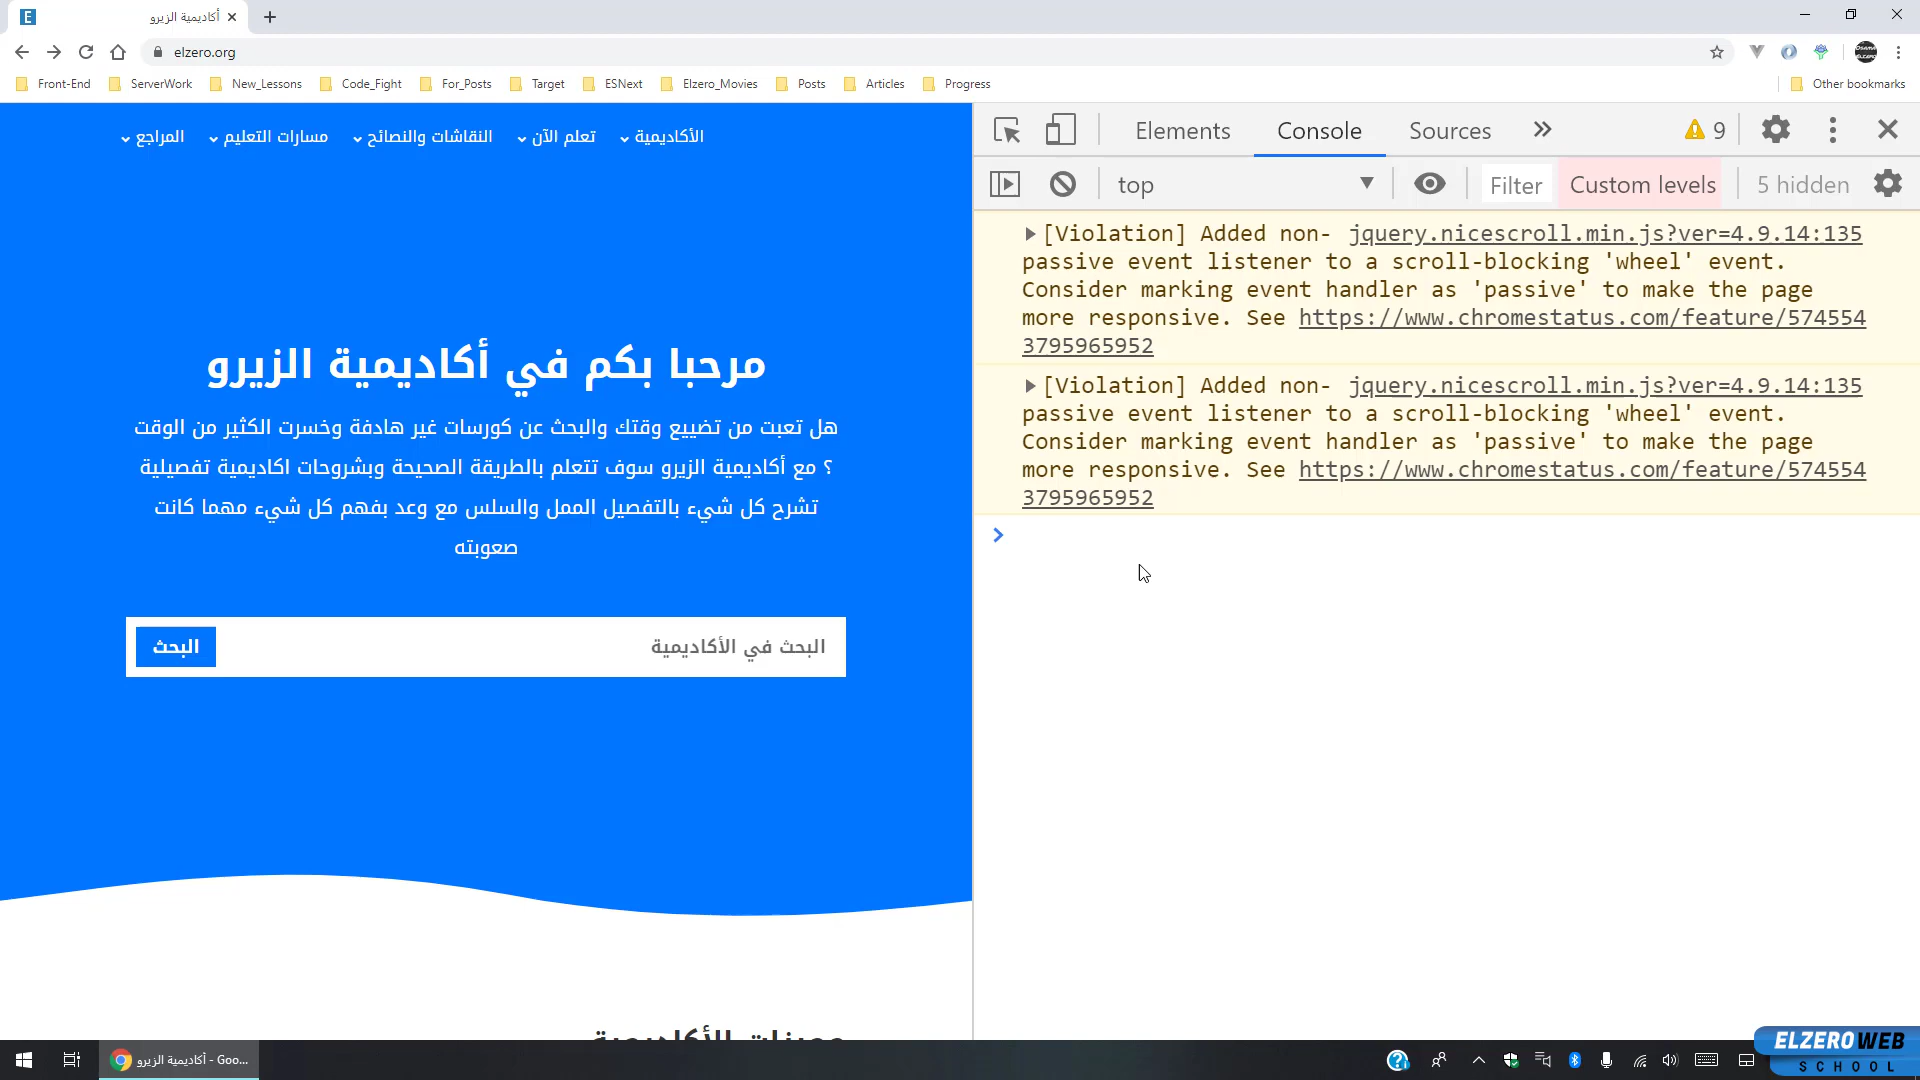 أكاديمية الزيرو
elzero.org
Front-End
ServerWork
New_Lessons
Code_Fight
For_Posts
Target
ESNext
Elzero_Movies
Posts
Articles
Progress
Other bookmarks
الأكاديمية
تعلم الآن
النقاشات والنصائح
مسارات التعليم
المراجع
مرحبا بكم في أكاديمية الزيرو
هل تعبت من تضييع وقتك والبحث عن كورسات غير هادفة وخسرت الكثير من الوقت
؟ مع أكاديمية الزيرو سوف تتعلم بالطريقة الصحيحة وبشروحات اكاديمية تفصيلية
تشرح كل شيء بالتفصيل الممل والسلس مع وعد بفهم كل شيء مهما كانت
صعوبته
البحث في الأكاديمية
البحث
Elements
Console
Sources
9
top
Filter
Custom levels
5 hidden
[Violation] Added non- jquery.nicescroll.min.js?ver=4.9.14:135
passive event listener to a scroll-blocking 'wheel' event.
Consider marking event handler as 'passive' to make the page
more responsive. See https://www.chromestatus.com/feature/574554
3795965952
[Violation] Added non- jquery.nicescroll.min.js?ver=4.9.14:135
passive event listener to a scroll-blocking 'wheel' event.
Consider marking event handler as 'passive' to make the page
more responsive. See https://www.chromestatus.com/feature/574554
3795965952
أكاديمية الزيرو - Goo...
ELZERO WEB
SCHOOL